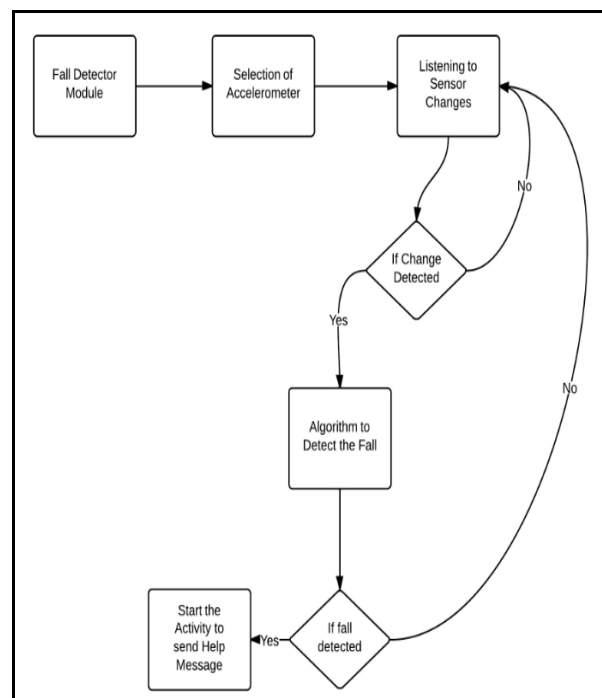 Fall Detector
Module
Selection of
Accelerometer
Listening to
Sensor
Changes
No
If Change
Detected
Yes
No
Algorithm to
Detect the Fall
Start the
Activity to
send Help
Message
Yes
If fall
detected